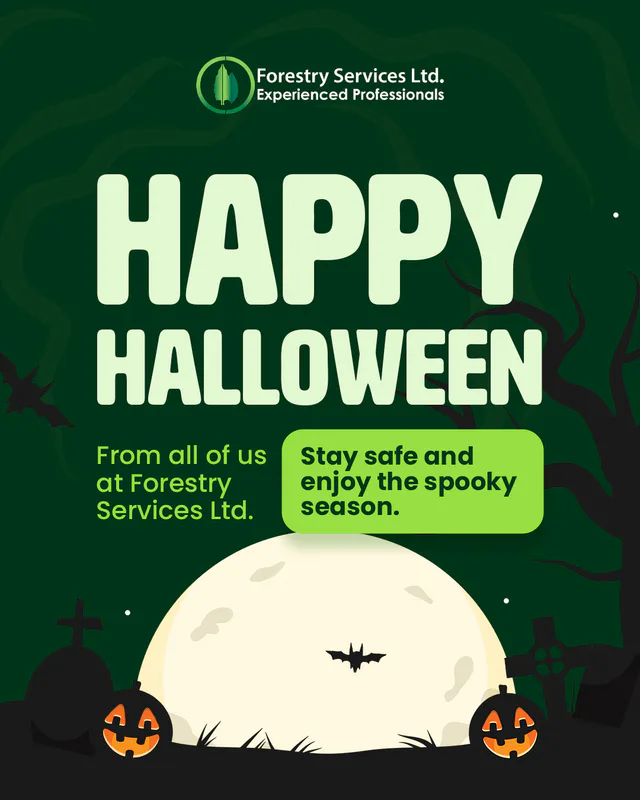 Forestry Services Ltd.
Experienced Professionals
HAPPY
HALLOWEEN
From all of us
at Forestry
Services Ltd.
Stay safe and
enjoy the spooky
season.